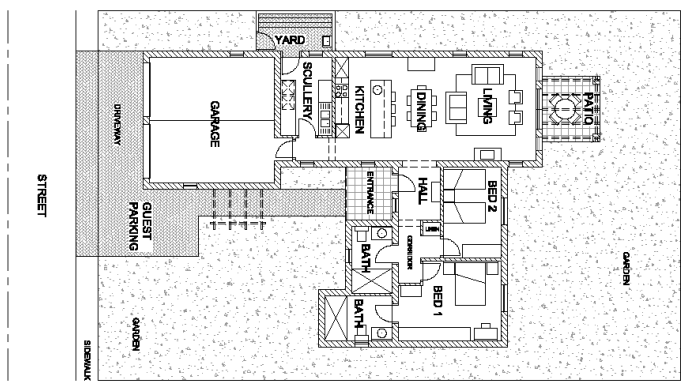 YARD
SCULLERY
KITCHEN
DINING
LIVING
PATIO
GARAGE
DRIVEWAY
STREET
GUEST
PARKING
ENTRANCE
HALL
BED 2
LINEN
CORRIDOR
BATH
BATH
BED 1
GARDEN
GARDEN
SIDEWALK